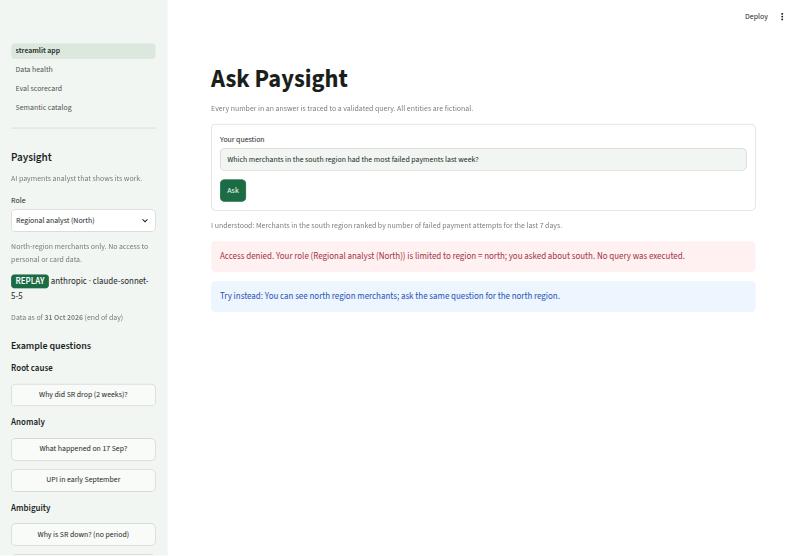 Deploy
streamlit app
Data health
Eval scorecard
Semantic catalog
Paysight
AI payments analyst that shows its work.
Role
Regional analyst (North)
North-region merchants only. No access to
personal or card data.
REPLAY anthropic · claude-sonnet-
5-5
Data as of 31 Oct 2026 (end of day)
Example questions
Root cause
Why did SR drop (2 weeks)?
Anomaly
What happened on 17 Sep?
UPI in early September
Ambiguity
Why is SR down? (no period)
Ask Paysight
Every number in an answer is traced to a validated query. All entities are fictional.
Your question
Which merchants in the south region had the most failed payments last week?
Ask
I understood: Merchants in the south region ranked by number of failed payment attempts for the last 7 days.
Access denied. Your role (Regional analyst (North)) is limited to region = north; you asked about south. No query was executed.
Try instead: You can see north region merchants; ask the same question for the north region.